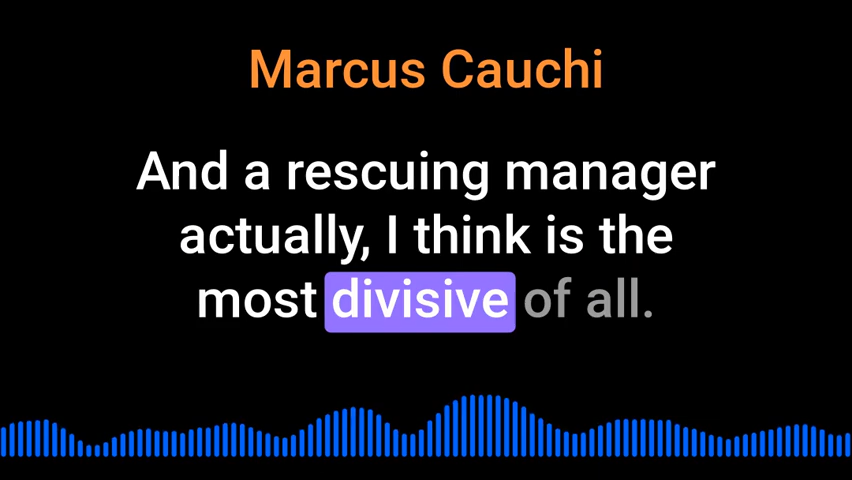 Marcus Cauchi
And a rescuing manager
actually, I think is the
most divisive of all.